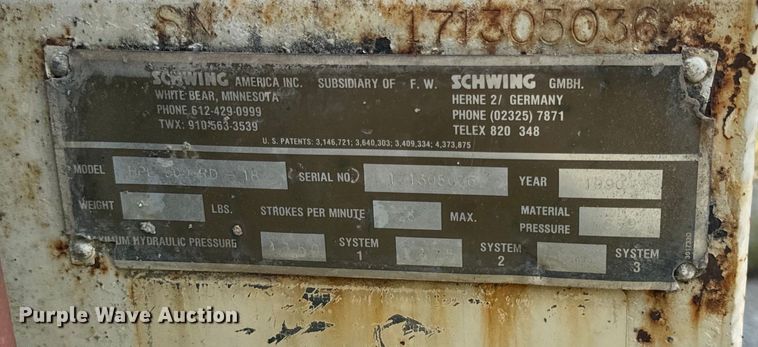 SN 171305036
SCHWING AMERICA INC. SUBSIDIARY OF F. W. SCHWING GMBH.
WHITE BEAR, MINNESOTA HERNE 2/ GERMANY
PHONE 612-429-0999 PHONE (02325) 7871
TWX: 910-563-3539 TELEX 820 348
U. S. PATENTS: 3,146,721; 3,640,303; 3,409,334; 4,373,875
MODEL SERIAL NO. 171305036 YEAR 1990
WEIGHT LBS. STROKES PER MINUTE MAX. MATERIAL PRESSURE
MAXIMUM HYDRAULIC PRESSURE SYSTEM 1 SYSTEM 2 SYSTEM 3
Purple Wave Auction